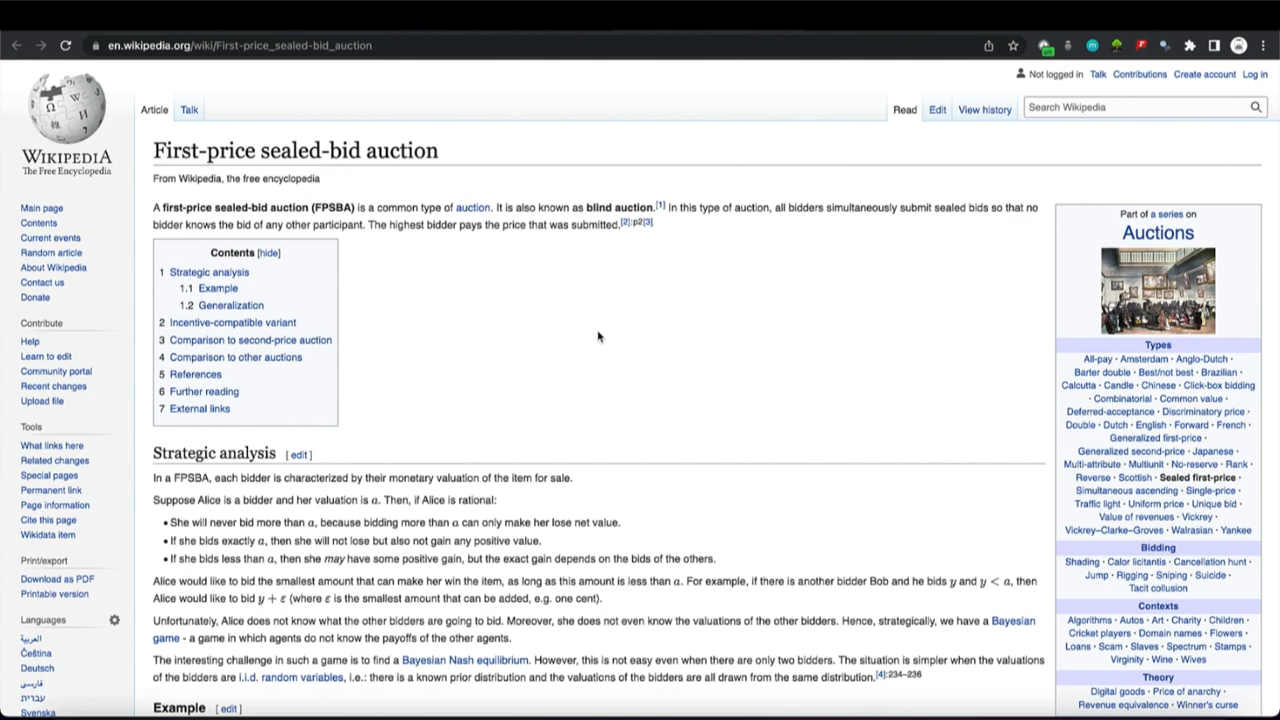 en.wikipedia.org/wiki/First-price_sealed-bid_auction
Not logged in Talk Contributions Create account Log in
Article Talk Read Edit View history Search Wikipedia
WIKIPEDIA
The Free Encyclopedia
Main page
Contents
Current events
Random article
About Wikipedia
Contact us
Donate
Contribute
Help
Learn to edit
Community portal
Recent changes
Upload file
Tools
What links here
Related changes
Special pages
Permanent link
Page information
Cite this page
Wikidata item
Print/export
Download as PDF
Printable version
Languages
العربية
Čeština
Deutsch
فارسی
עברית
Svenska
First-price sealed-bid auction
From Wikipedia, the free encyclopedia
A first-price sealed-bid auction (FPSBA) is a common type of auction. It is also known as blind auction.[1] In this type of auction, all bidders simultaneously submit sealed bids so that no
bidder knows the bid of any other participant. The highest bidder pays the price that was submitted.[2]:p2[3]
Contents [hide]
1 Strategic analysis
1.1 Example
1.2 Generalization
2 Incentive-compatible variant
3 Comparison to second-price auction
4 Comparison to other auctions
5 References
6 Further reading
7 External links
Strategic analysis [ edit ]
In a FPSBA, each bidder is characterized by their monetary valuation of the item for sale.
Suppose Alice is a bidder and her valuation is a. Then, if Alice is rational:
• She will never bid more than a, because bidding more than a can only make her lose net value.
• If she bids exactly a, then she will not lose but also not gain any positive value.
• If she bids less than a, then she may have some positive gain, but the exact gain depends on the bids of the others.
Alice would like to bid the smallest amount that can make her win the item, as long as this amount is less than a. For example, if there is another bidder Bob and he bids y and y < a, then
Alice would like to bid y + ε (where ε is the smallest amount that can be added, e.g. one cent).
Unfortunately, Alice does not know what the other bidders are going to bid. Moreover, she does not even know the valuations of the other bidders. Hence, strategically, we have a Bayesian
game - a game in which agents do not know the payoffs of the other agents.
The interesting challenge in such a game is to find a Bayesian Nash equilibrium. However, this is not easy even when there are only two bidders. The situation is simpler when the valuations
of the bidders are i.i.d. random variables, i.e.: there is a known prior distribution and the valuations of the bidders are all drawn from the same distribution.[4]:234–236
Example [ edit ]
Part of a series on
Auctions
Types
All-pay · Amsterdam · Anglo-Dutch ·
Barter double · Best/not best · Brazilian ·
Calcutta · Candle · Chinese · Click-box bidding
· Combinatorial · Common value ·
Deferred-acceptance · Discriminatory price ·
Double · Dutch · English · Forward · French ·
Generalized first-price ·
Generalized second-price · Japanese ·
Multi-attribute · Multiunit · No-reserve · Rank ·
Reverse · Scottish · Sealed first-price ·
Simultaneous ascending · Single-price ·
Traffic light · Uniform price · Unique bid ·
Value of revenues · Vickrey ·
Vickrey–Clarke–Groves · Walrasian · Yankee
Bidding
Shading · Calor licitantis · Cancellation hunt ·
Jump · Rigging · Sniping · Suicide ·
Tacit collusion
Contexts
Algorithms · Autos · Art · Charity · Children ·
Cricket players · Domain names · Flowers ·
Loans · Scam · Slaves · Spectrum · Stamps ·
Virginity · Wine · Wives
Theory
Digital goods · Price of anarchy ·
Revenue equivalence · Winner's curse